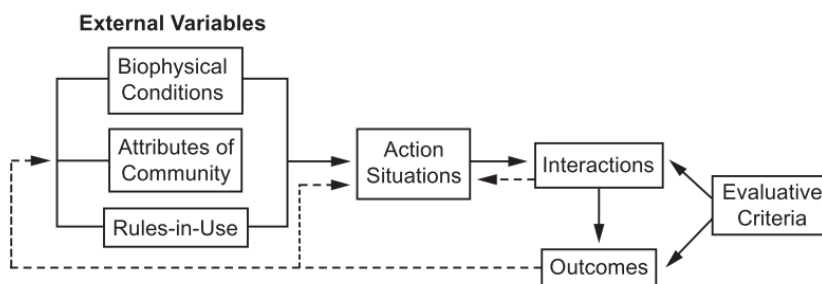 External Variables
Biophysical
Conditions
Attributes of
Community
Rules-in-Use
Action
Situations
Interactions
Outcomes
Evaluative
Criteria